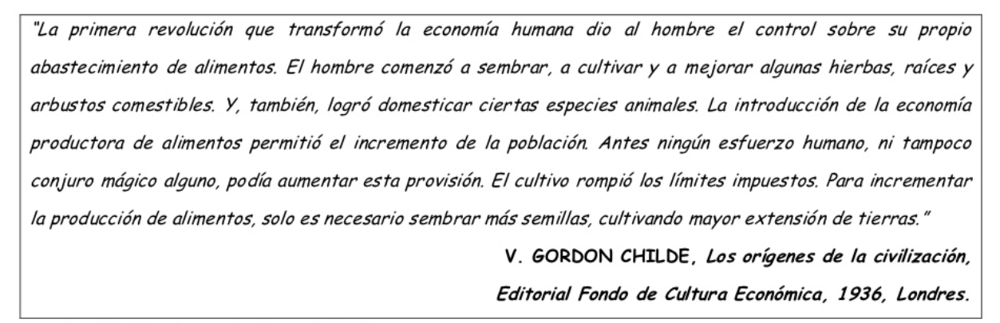 "La primera revolución que transformó la economía humana dio al hombre el control sobre su propio
abastecimiento de alimentos. El hombre comenzó a sembrar, a cultivar y a mejorar algunas hierbas, raíces y
arbustos comestibles. Y, también, logró domesticar ciertas especies animales. La introducción de la economía
productora de alimentos permitió el incremento de la población. Antes ningún esfuerzo humano, ni tampoco
conjuro mágico alguno, podía aumentar esta provisión. El cultivo rompió los límites impuestos. Para incrementar
la producción de alimentos, solo es necesario sembrar más semillas, cultivando mayor extensión de tierras."
V. GORDON CHILDE, Los orígenes de la civilización,
Editorial Fondo de Cultura Económica, 1936, Londres.